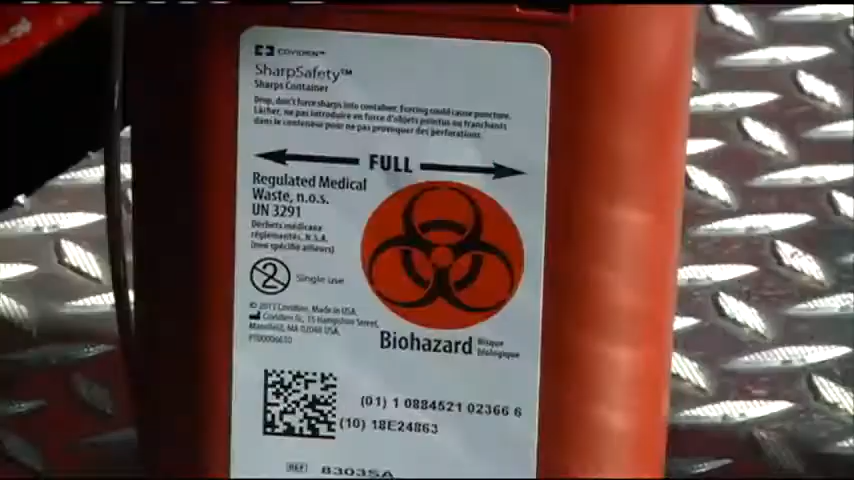 COVIDIEN™
SharpSafety™
Sharps Container
Drop, don't force sharps into container. Forcing could cause puncture.
Lâcher, ne pas introduire en force d'objets pointus ou tranchants
dans le conteneur pour ne pas provoquer des perforations.
FULL
Regulated Medical
Waste, n.o.s.
UN 3291
Déchets médicaux
réglementés, N.S.A.
(non spécifié ailleurs)
2 Single use
© 2013 Covidien. Made in USA.
Covidien llc, 15 Hampshire Street,
Mansfield, MA 02048 USA.
PT00006610
Biohazard Risque
biologique
(01) 1 0884521 02366 6
(10) 18E24863
REF 8303SA